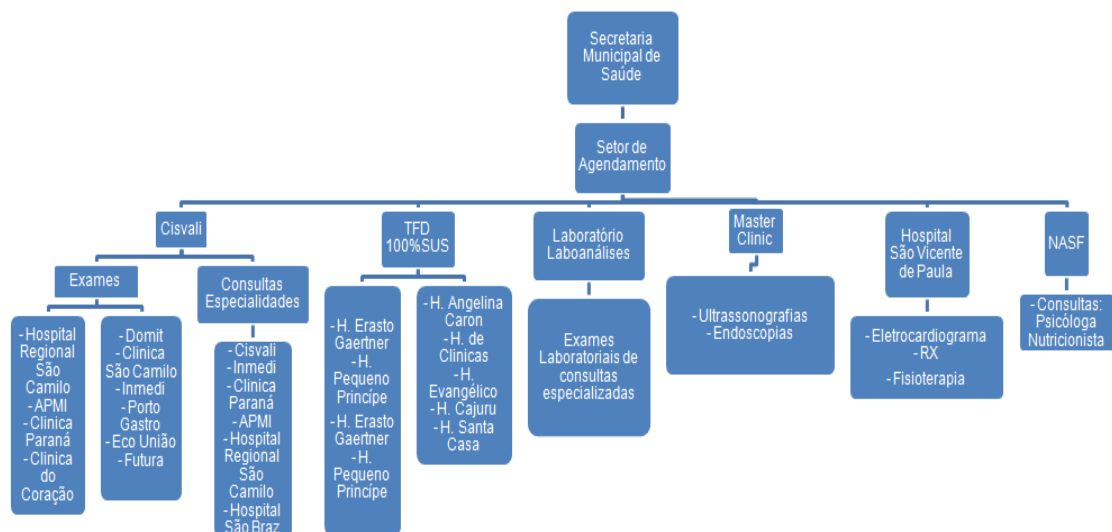 Secretaria
Municipal de
Saúde
Setor de
Agendamento
Cisvali
TFD
100%SUS
Laboratório
Laboanálises
Master
Clinic
Hospital
São Vicente
de Paula
NASF
Exames
Consultas
Especialidades
-Hospital
Regional
São
Camilo
-APMI
-Clinica
Paraná
-Clinica
do
Coração
-Domit
-Clinica
São Camilo
-Inmedi
-Porto
Gastro
-Eco União
-Futura
-Cisvali
-Inmedi
-Clinica
Paraná
-APMI
-Hospital
Regional
São
Camilo
-Hospital
São Braz
-H. Erasto
Gaertner
-H.
Pequeno
Princípe
-H. Erasto
Gaertner
-H.
Pequeno
Princípe
-H. Angelina
Caron
-H. de
Clinicas
-H.
Evangélico
-H. Cajuru
-H. Santa
Casa
Exames
Laboratoriais de
consultas
especializadas
-Ultrassonografias
-Endoscopias
-Eletrocardiograma
-RX
-Fisioterapia
-Consultas:
Psicóloga
Nutricionista